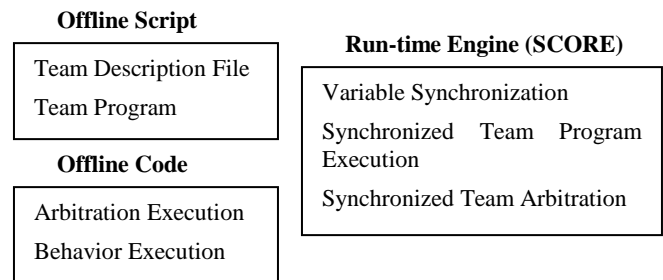 Offline Script
Team Description File
Team Program
Offline Code
Arbitration Execution
Behavior Execution
Run-time Engine (SCORE)
Variable Synchronization
Synchronized Team Program
Execution
Synchronized Team Arbitration